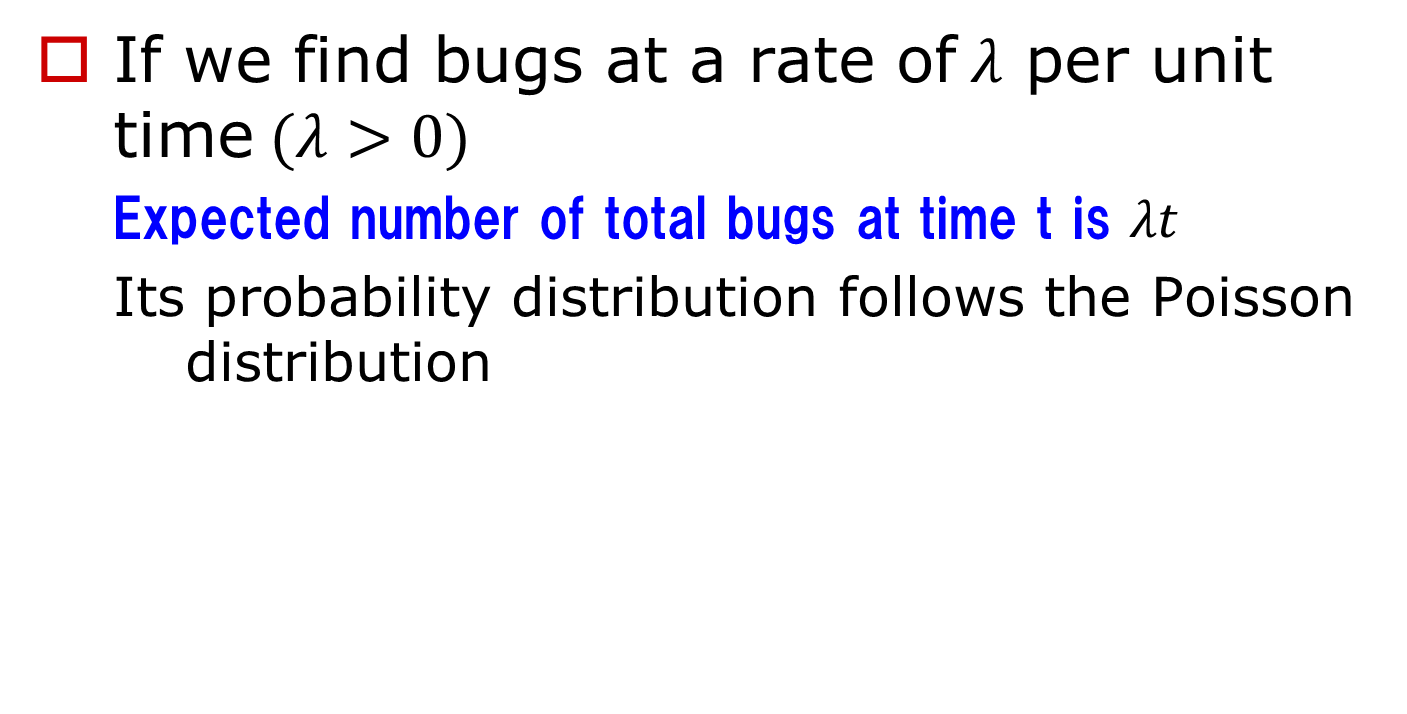 If we find bugs at a rate of λ per unit
time (λ > 0)
Expected number of total bugs at time t is λt
Its probability distribution follows the Poisson
distribution